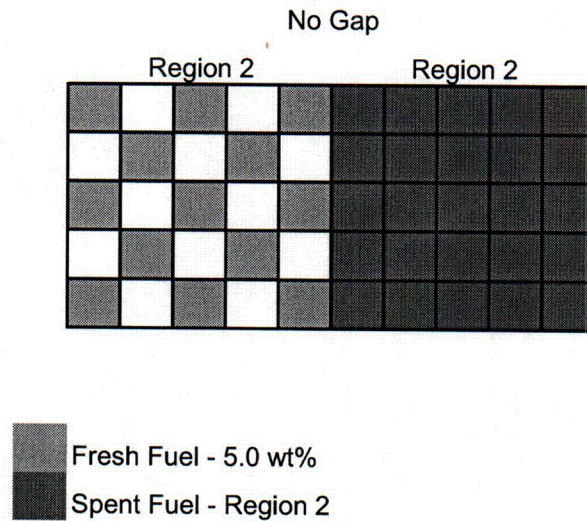 No Gap
Region 2 Region 2
Fresh Fuel - 5.0 wt%
Spent Fuel - Region 2